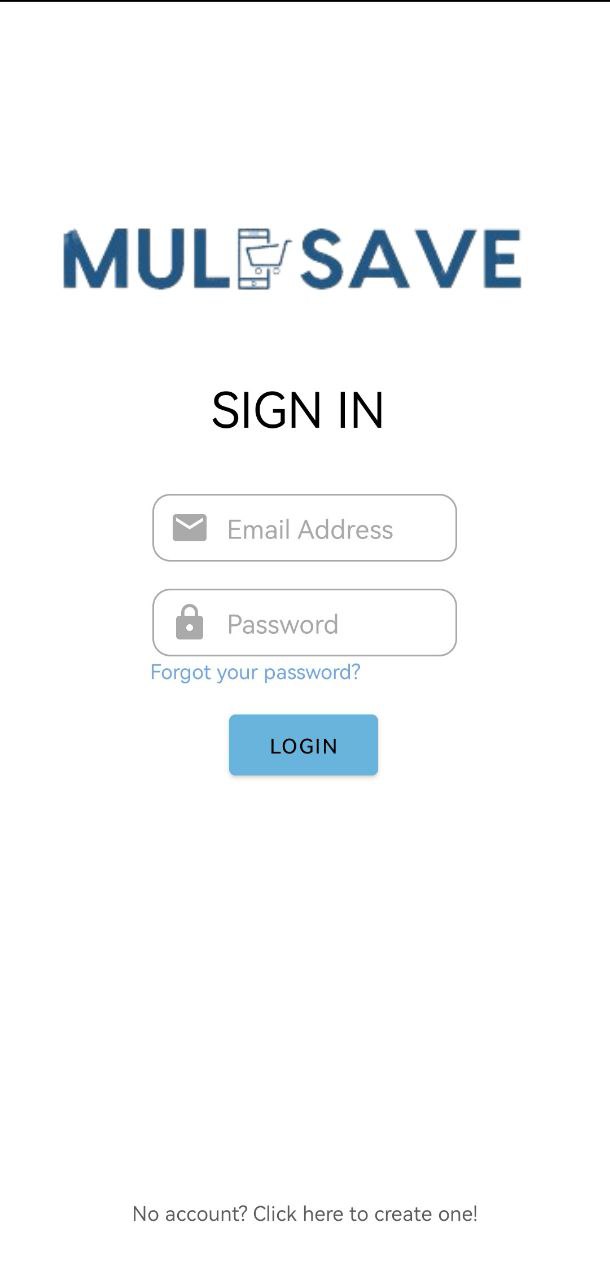 MUL SAVE
SIGN IN
Email Address
Password
Forgot your password?
LOGIN
No account? Click here to create one!